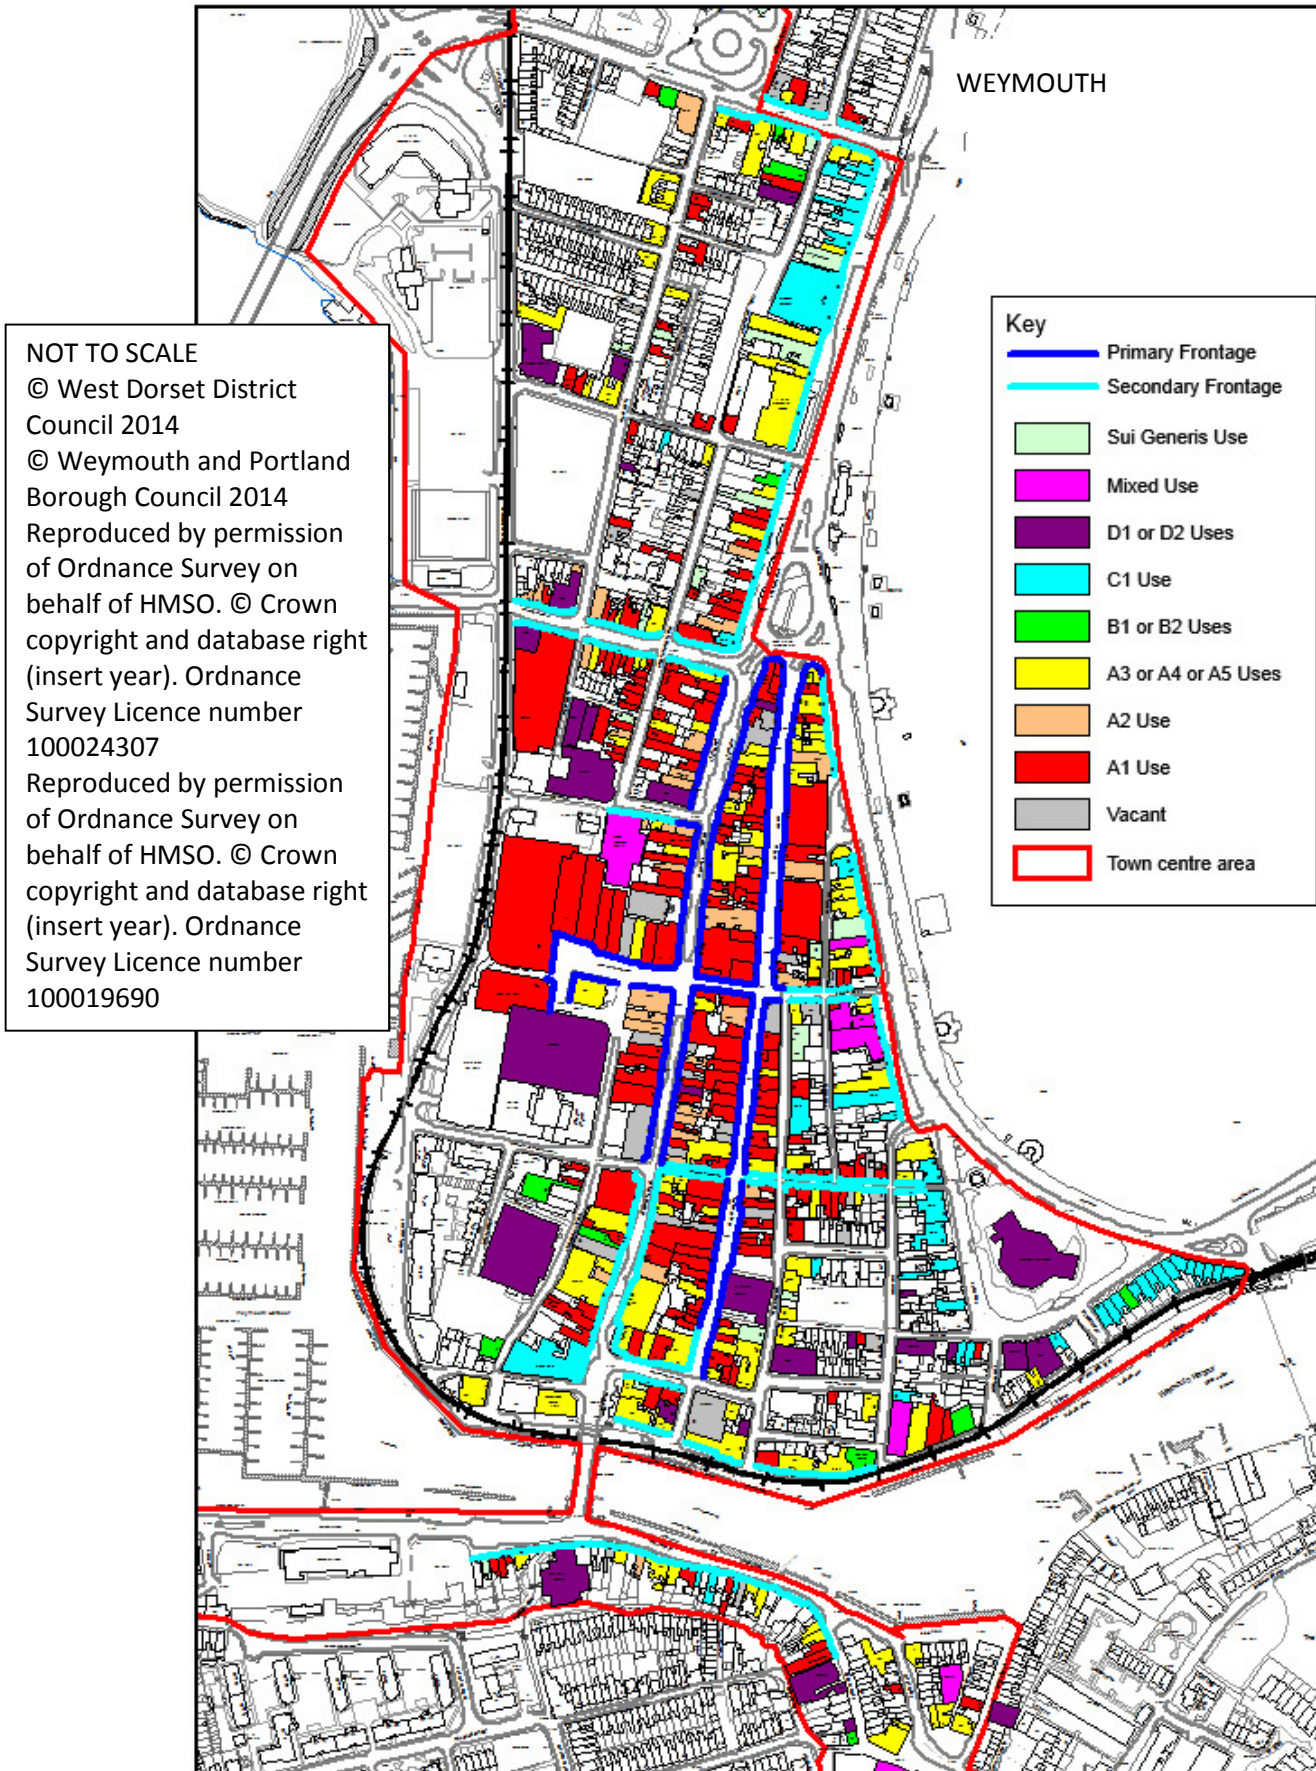 WEYMOUTH
NOT TO SCALE
© West Dorset District
Council 2014
© Weymouth and Portland
Borough Council 2014
Reproduced by permission
of Ordnance Survey on
behalf of HMSO. © Crown
copyright and database right
(insert year). Ordnance
Survey Licence number
100024307
Reproduced by permission
of Ordnance Survey on
behalf of HMSO. © Crown
copyright and database right
(insert year). Ordnance
Survey Licence number
100019690
Key
Primary Frontage
Secondary Frontage
Sui Generis Use
Mixed Use
D1 or D2 Uses
C1 Use
B1 or B2 Uses
A3 or A4 or A5 Uses
A2 Use
A1 Use
Vacant
Town centre area